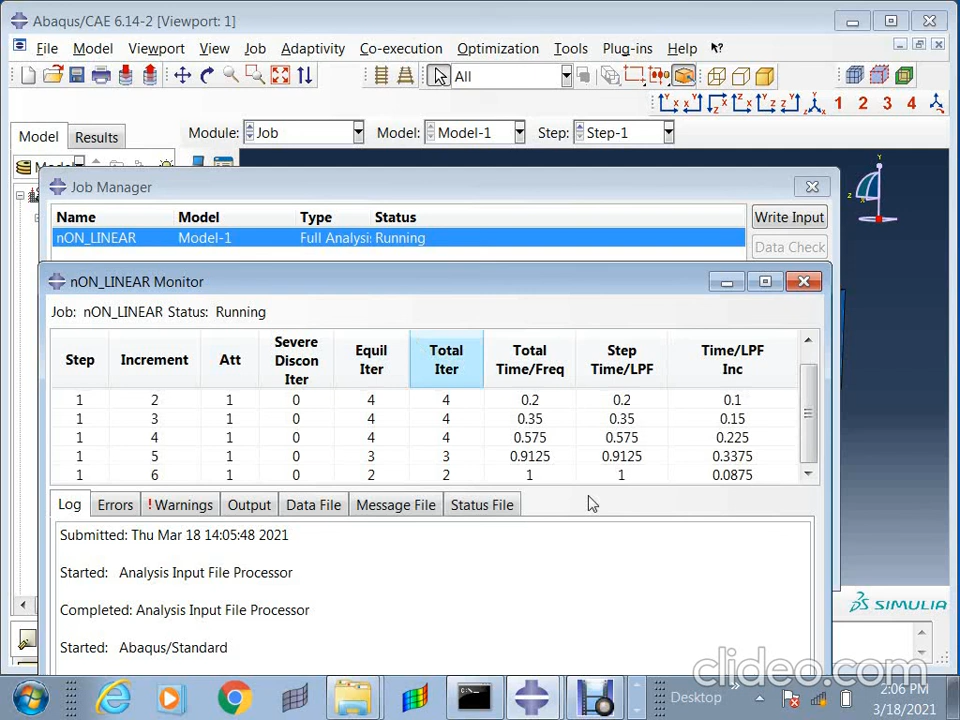 Abaqus/CAE 6.14-2 [Viewport: 1]
File Model Viewport View Job Adaptivity Co-execution Optimization Tools Plug-ins Help
All
1 2 3 4
Model Results Module: Job Model: Model-1 Step: Step-1
Job Manager
Name Model Type Status Write Input
nON_LINEAR Model-1 Full Analysi: Running
Data Check
nON_LINEAR Monitor
Job: nON_LINEAR Status: Running
Step Increment Att Severe Discon Iter Equil Iter Total Iter Total Time/Freq Step Time/LPF Time/LPF Inc
1 2 1 0 4 4 0.2 0.2 0.1
1 3 1 0 4 4 0.35 0.35 0.15
1 4 1 0 4 4 0.575 0.575 0.225
1 5 1 0 3 3 0.9125 0.9125 0.3375
1 6 1 0 2 2 1 1 0.0875
Log Errors !Warnings Output Data File Message File Status File
Submitted: Thu Mar 18 14:05:48 2021
Started: Analysis Input File Processor
Completed: Analysis Input File Processor
Started: Abaqus/Standard
SIMULIA
clideo.com
Desktop
2:06 PM
3/18/2021